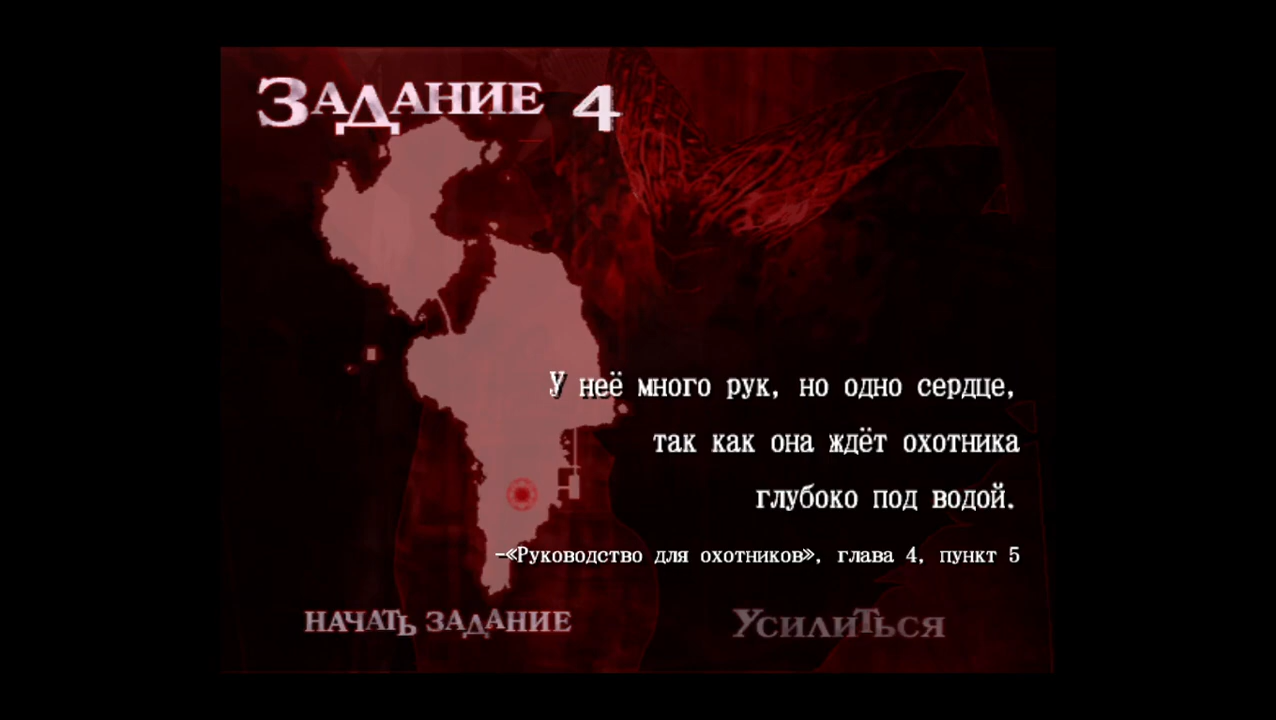 Задание 4
У неё много рук, но одно сердце,
так как она ждёт охотника
глубоко под водой.
—«Руководство для охотников», глава 4, пункт 5
Начать задание
Усилиться